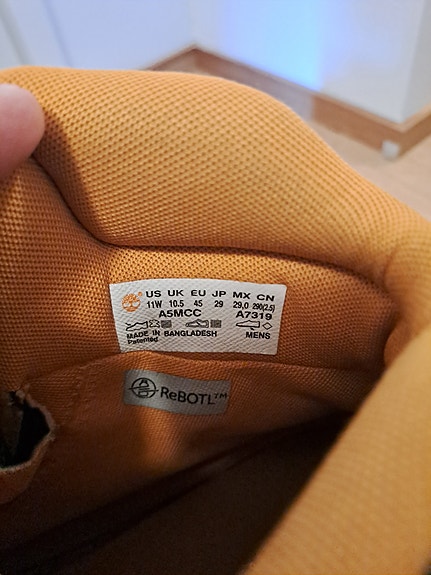 US UK EU JP MX CN
11W 10.5 45 29 29.0 290(2.5)
A5MCC A7319
MADE IN BANGLADESH MENS
Patented
ReBOTL™